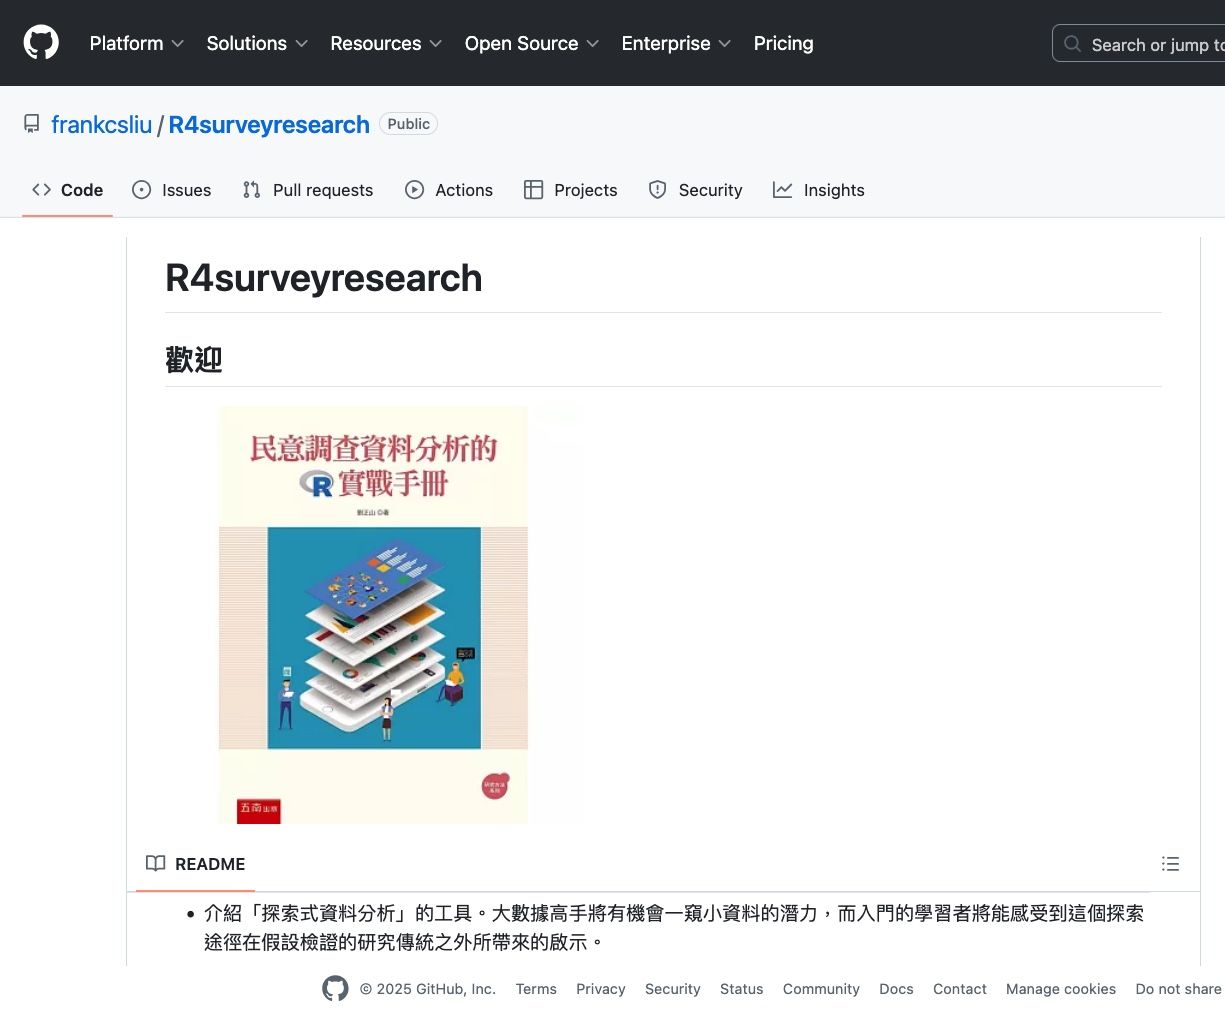 Platform Solutions Resources Open Source Enterprise Pricing Search or jump to
frankcsliu / R4surveyresearch Public
Code Issues Pull requests Actions Projects Security Insights
R4surveyresearch
歡迎
民意調查資料分析的
R 實戰手冊
劉正山 ◎著
五南出版
README
介紹「探索式資料分析」的工具。大數據高手將有機會一窺小資料的潛力,而入門的學習者將能感受到這個探索
途徑在假設檢證的研究傳統之外所帶來的啟示。
© 2025 GitHub, Inc. Terms Privacy Security Status Community Docs Contact Manage cookies Do not share